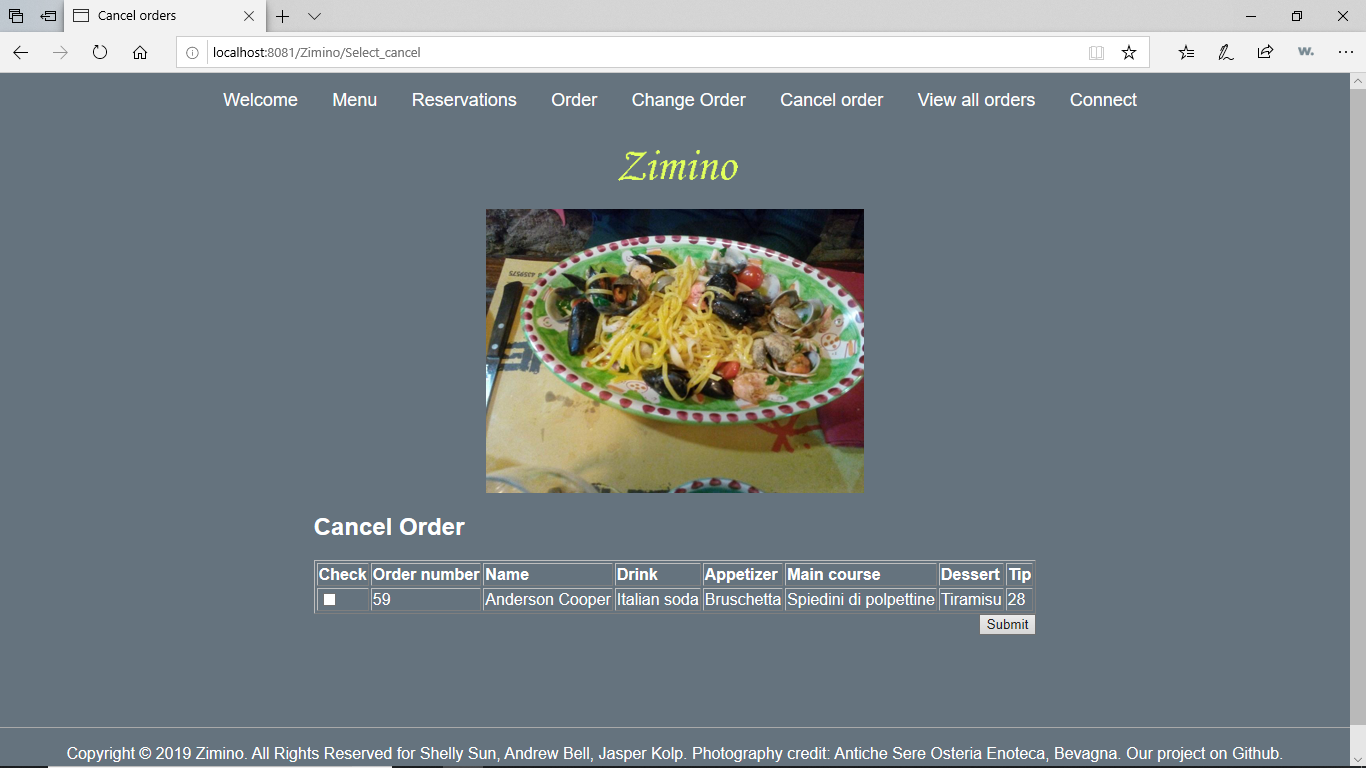 Cancel orders
localhost:8081/Zimino/Select_cancel
w.
Welcome Menu Reservations Order Change Order Cancel order View all orders Connect
Zimino
Cancel Order
Check Order number Name Drink Appetizer Main course Dessert Tip
59 Anderson Cooper Italian soda Bruschetta Spiedini di polpettine Tiramisu 28
Submit
Copyright © 2019 Zimino. All Rights Reserved for Shelly Sun, Andrew Bell, Jasper Kolp. Photography credit: Antiche Sere Osteria Enoteca, Bevagna. Our project on Github.